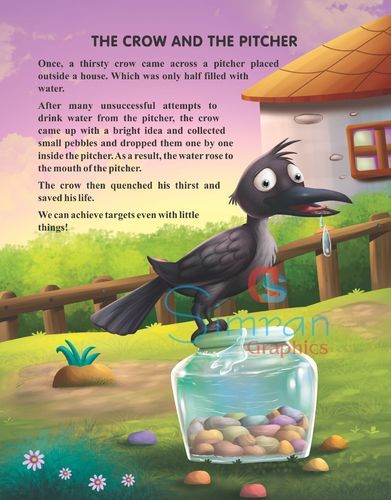 THE CROW AND THE PITCHER
Once, a thirsty crow came across a pitcher placed
outside a house. Which was only half filled with
water.
After many unsuccessful attempts to
drink water from the pitcher, the crow
came up with a bright idea and collected
small pebbles and dropped them one by one
inside the pitcher. As a result, the water rose to
the mouth of the pitcher.
The crow then quenched his thirst and
saved his life.
We can achieve targets even with little
things!
Simran
Graphics